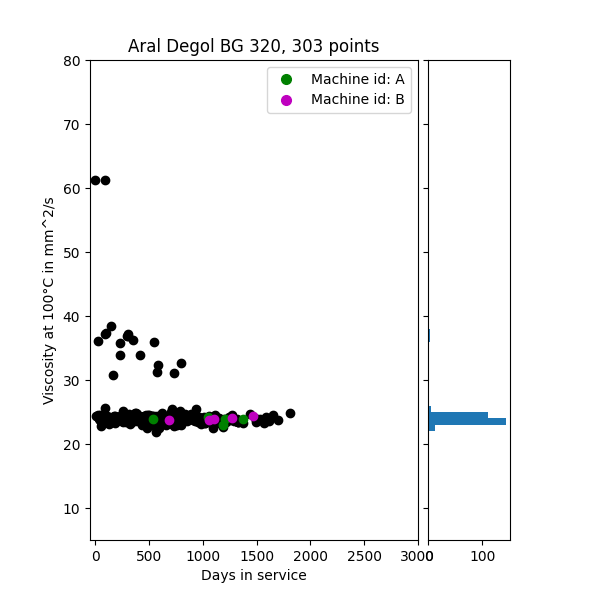 Aral Degol BG 320, 303 points
Machine id: A
Machine id: B
Viscosity at 100°C in mm^2/s
80
70
60
50
40
30
20
10
0 500 1000 1500 2000 2500 3000
0 100
Days in service